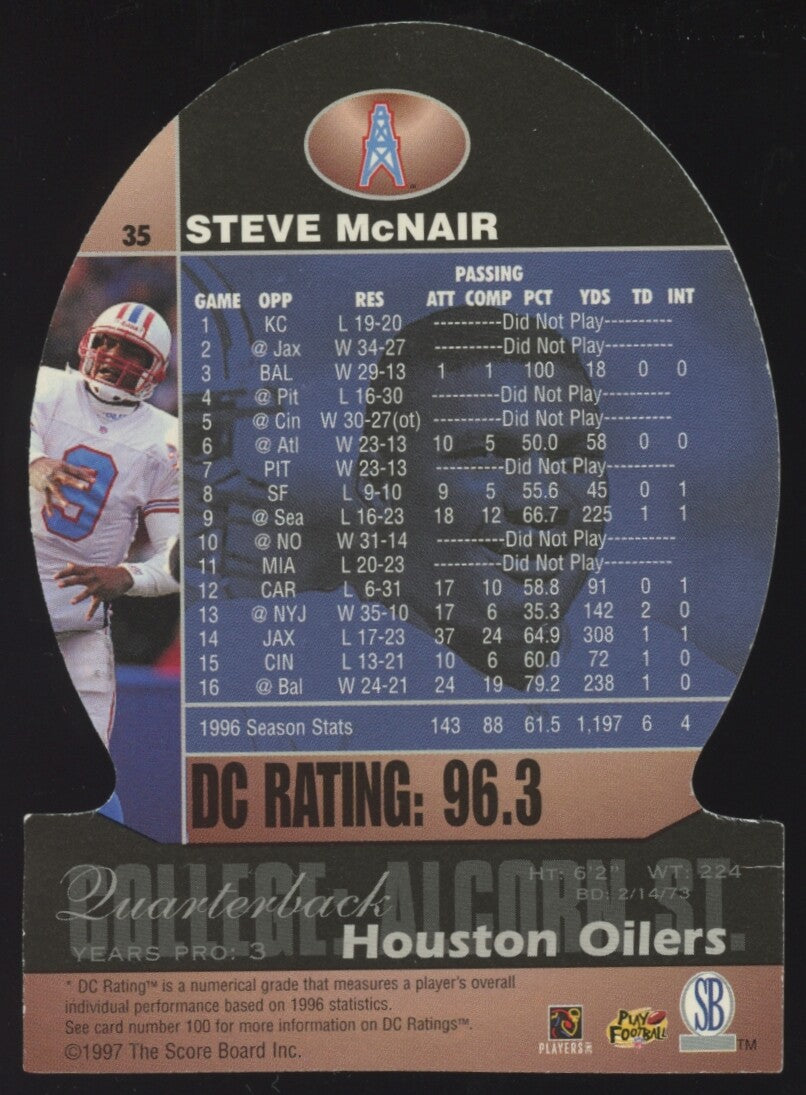 35 STEVE McNAIR
PASSING
GAME OPP RES ATT COMP PCT YDS TD INT
1 KC L 19-20 ----------Did Not Play----------
2 @ Jax W 34-27 ----------Did Not Play----------
3 BAL W 29-13 1 1 100 18 0 0
4 @ Pit L 16-30 ----------Did Not Play----------
5 @ Cin W 30-27(ot) ----------Did Not Play----------
6 @ Atl W 23-13 10 5 50.0 58 0 0
7 PIT W 23-13 ----------Did Not Play----------
8 SF L 9-10 9 5 55.6 45 0 1
9 @ Sea L 16-23 18 12 66.7 225 1 1
10 @ NO W 31-14 ----------Did Not Play----------
11 MIA L 20-23 ----------Did Not Play----------
12 CAR L 6-31 17 10 58.8 91 0 1
13 @ NYJ W 35-10 17 6 35.3 142 2 0
14 JAX L 17-23 37 24 64.9 308 1 1
15 CIN L 13-21 10 6 60.0 72 1 0
16 @ Bal W 24-21 24 19 79.2 238 1 0
1996 Season Stats 143 88 61.5 1,197 6 4
DC RATING: 96.3
COLLEGE: ALCORN ST.
HT: 6'2" WT: 224
BD: 2/14/73
Quarterback
YEARS PRO: 3 Houston Oilers
* DC Rating™ is a numerical grade that measures a player's overall
individual performance based on 1996 statistics.
See card number 100 for more information on DC Ratings™.
©1997 The Score Board Inc.
PLAYERS INC
PLAY FOOTBALL
SB TM
9